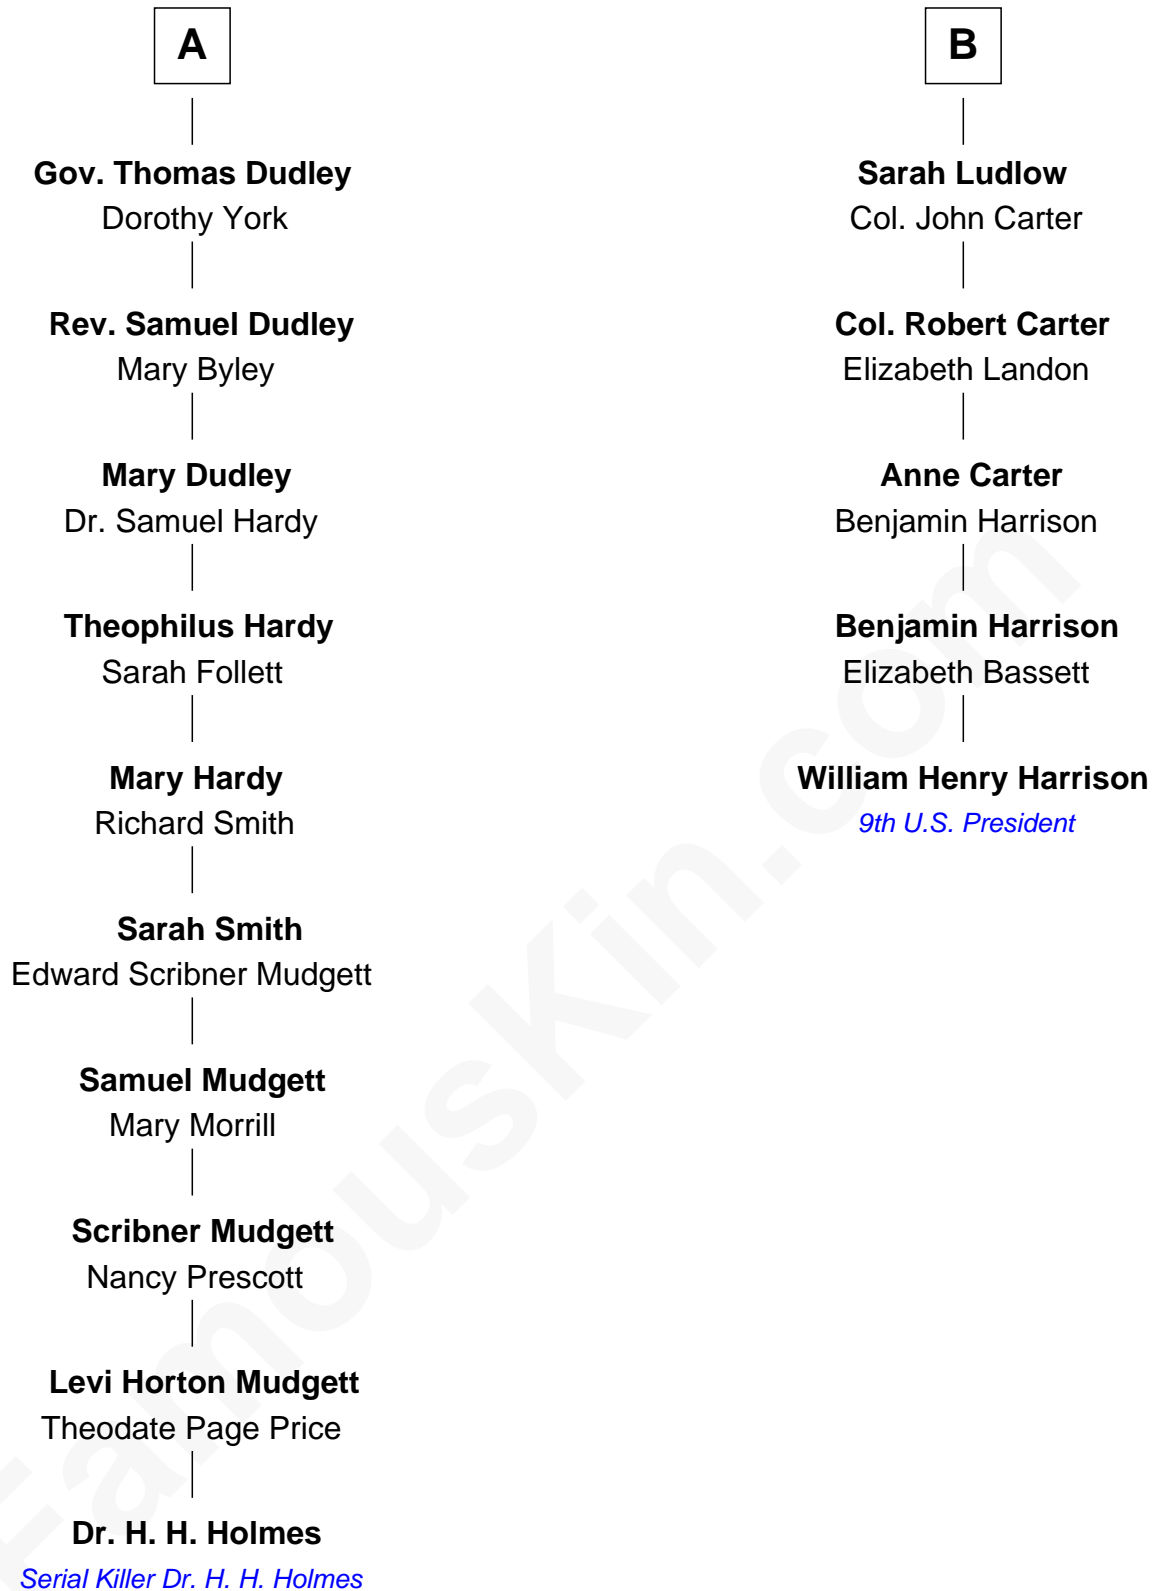 A
Gov. Thomas Dudley
Dorothy York
Rev. Samuel Dudley
Mary Byley
Mary Dudley
Dr. Samuel Hardy
Theophilus Hardy
Sarah Follett
Mary Hardy
Richard Smith
Sarah Smith
Edward Scribner Mudgett
Samuel Mudgett
Mary Morrill
Scribner Mudgett
Nancy Prescott
Levi Horton Mudgett
Theodate Page Price
Dr. H. H. Holmes
Serial Killer Dr. H. H. Holmes
B
Sarah Ludlow
Col. John Carter
Col. Robert Carter
Elizabeth Landon
Anne Carter
Benjamin Harrison
Benjamin Harrison
Elizabeth Bassett
William Henry Harrison
9th U.S. President
FamousKin.com